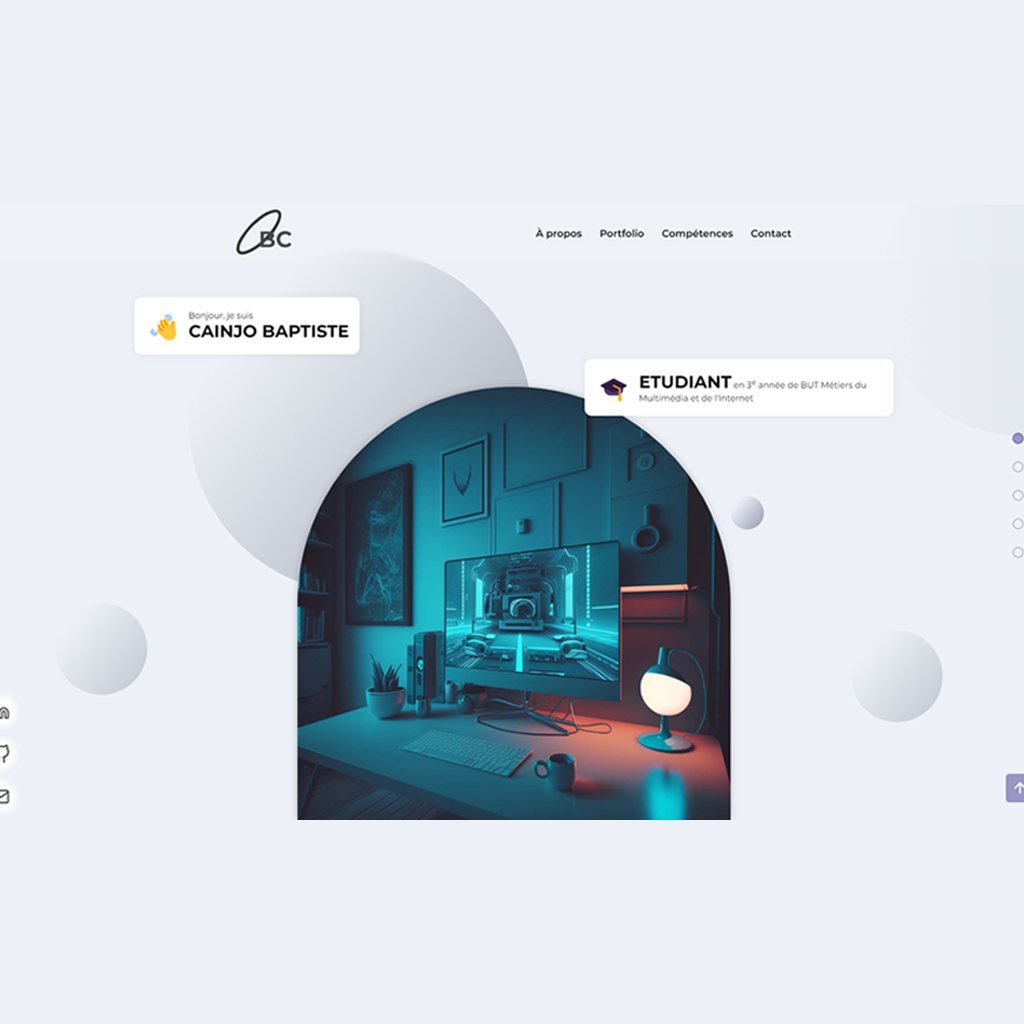 BC
À propos Portfolio Compétences Contact
Bonjour, je suis
CAINJO BAPTISTE
ETUDIANT en 3e année de BUT Métiers du
Multimédia et de l'Internet